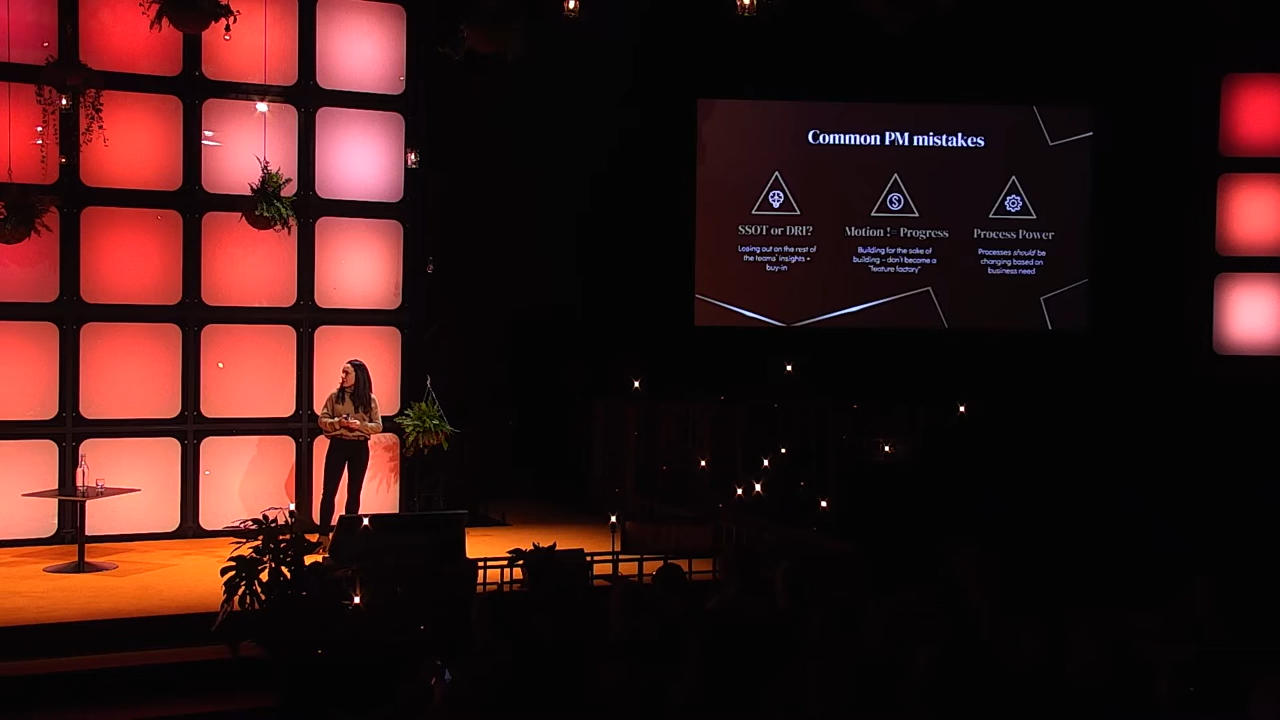 Common PM mistakes
SSOT or DRI?
Losing out on the rest of
the teams' insights +
buy-in
Motion != Progress
Building for the sake of
building - don't become a
"feature factory"
Process Power
Processes should be
changing based on
business need